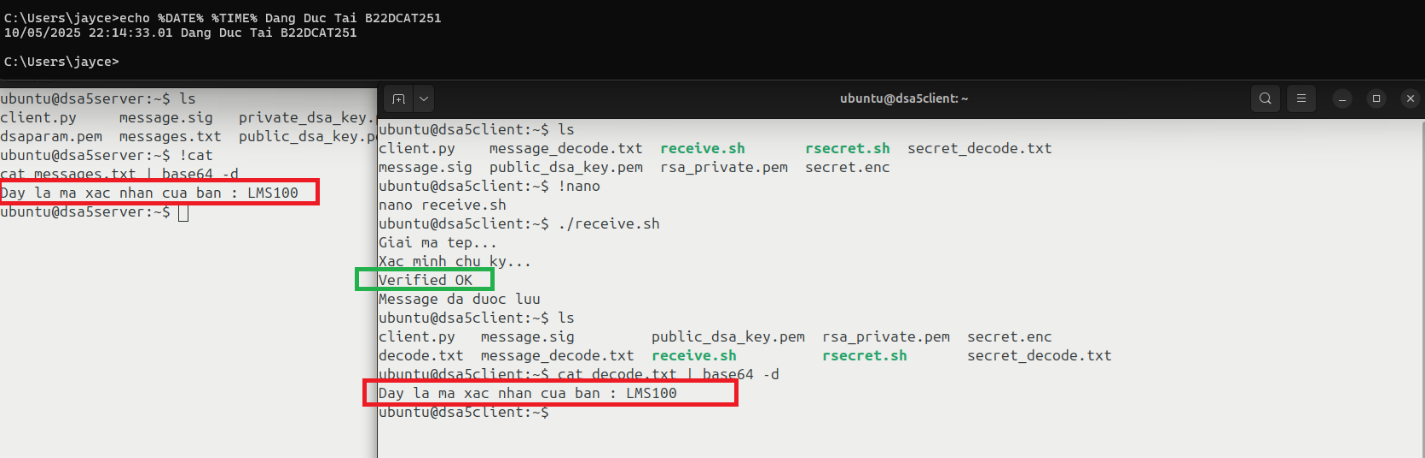 C:\Users\jayce>echo %DATE% %TIME% Dang Duc Tai B22DCAT251
10/05/2025 22:14:33.01 Dang Duc Tai B22DCAT251
C:\Users\jayce>
ubuntu@dsa5server:~$ ls
client.py message.sig private_dsa_key.
dsaparam.pem messages.txt public_dsa_key.p
ubuntu@dsa5server:~$ !cat
cat messages.txt | base64 -d
Day la ma xac nhan cua ban : LMS100
ubuntu@dsa5server:~$
ubuntu@dsa5client: ~
ubuntu@dsa5client:~$ ls
client.py message_decode.txt receive.sh rsecret.sh secret_decode.txt
message.sig public_dsa_key.pem rsa_private.pem secret.enc
ubuntu@dsa5client:~$ !nano
nano receive.sh
ubuntu@dsa5client:~$ ./receive.sh
Giai ma tep...
Xac minh chu ky...
Verified OK
Message da duoc luu
ubuntu@dsa5client:~$ ls
client.py message.sig public_dsa_key.pem rsa_private.pem secret.enc
decode.txt message_decode.txt receive.sh rsecret.sh secret_decode.txt
ubuntu@dsa5client:~$ cat decode.txt | base64 -d
Day la ma xac nhan cua ban : LMS100
ubuntu@dsa5client:~$